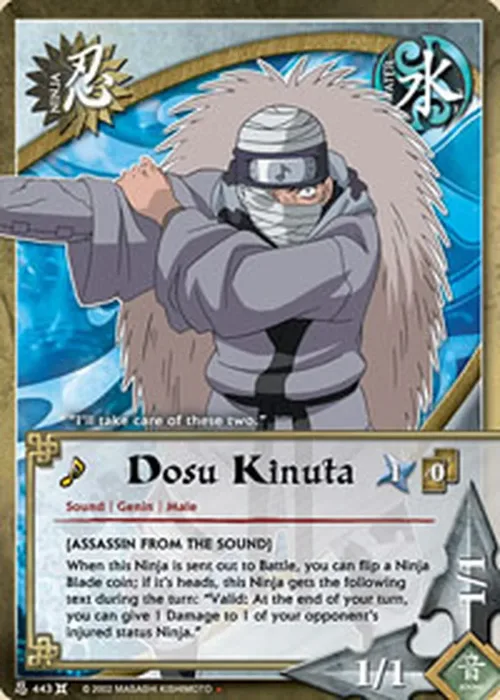 NINJA
忍
WATER
水
"I'll take care of these two."
Dosu Kinuta
1
0
Sound | Genin | Male
[ASSASSIN FROM THE SOUND]
When this Ninja is sent out to Battle, you can flip a Ninja
Blade coin; if it's heads, this Ninja gets the following
text during the turn: "Valid: At the end of your turn,
you can give 1 Damage to 1 of your opponent's
injured status Ninja."
1/1
1/1
443
© 2002 MASASHI KISHIMOTO